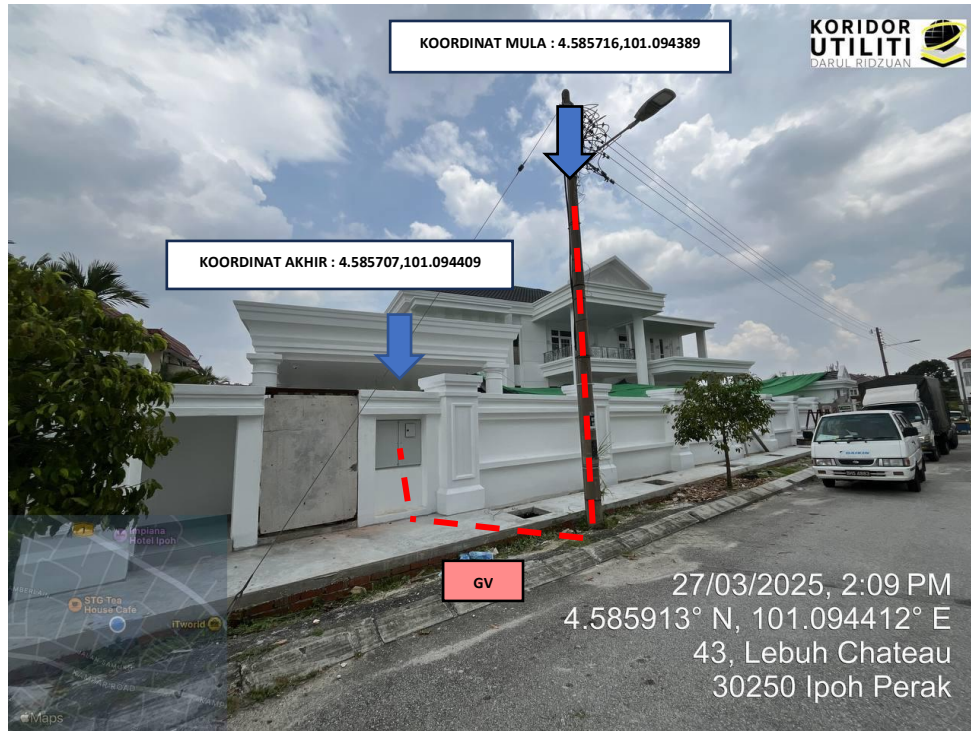 KOORDINAT MULA : 4.585716,101.094389
KORIDOR
UTILITI
DARUL RIDZUAN
KOORDINAT AKHIR : 4.585707,101.094409
GV
Impiana
Hotel Ipoh
STG Tea
House Cafe
iTworld
Maps
27/03/2025, 2:09 PM
4.585913° N, 101.094412° E
43, Lebuh Chateau
30250 Ipoh Perak